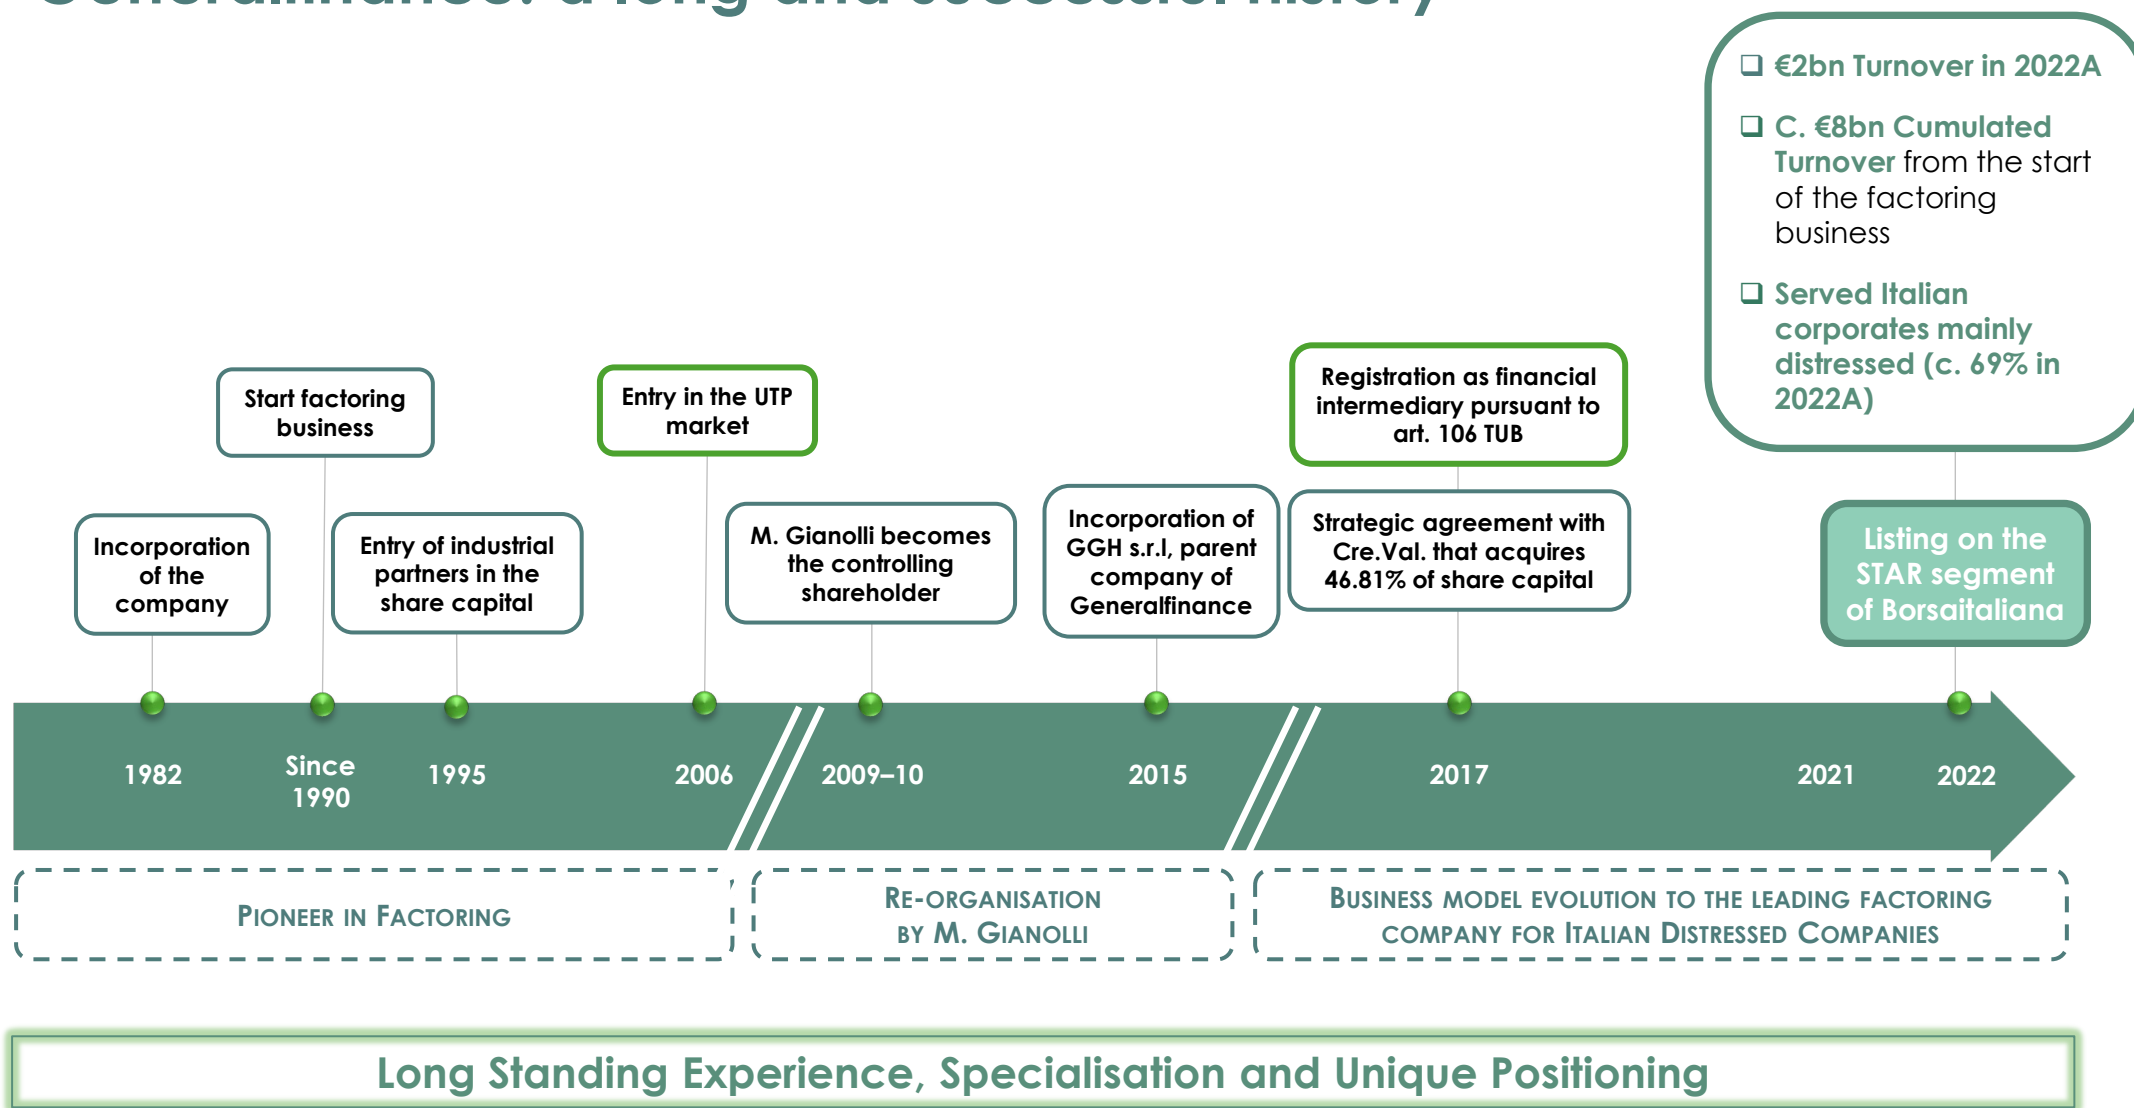 Generalfinance: a long and successful history
❑ €2bn Turnover in 2022A
❑ C. €8bn Cumulated
Turnover from the start
of the factoring
business
❑ Served Italian
corporates mainly
distressed (c. 69% in
2022A)
Start factoring
business
Entry in the UTP
market
Registration as financial
intermediary pursuant to
art. 106 TUB
Incorporation
of the
company
Entry of industrial
partners in the
share capital
M. Gianolli becomes
the controlling
shareholder
Incorporation of
GGH s.r.l, parent
company of
Generalfinance
Strategic agreement with
Cre.Val. that acquires
46.81% of share capital
Listing on the
STAR segment
of Borsaitaliana
1982
Since
1990
1995
2006
2009–10
2015
2017
2021
2022
PIONEER IN FACTORING
RE-ORGANISATION
BY M. GIANOLLI
BUSINESS MODEL EVOLUTION TO THE LEADING FACTORING
COMPANY FOR ITALIAN DISTRESSED COMPANIES
Long Standing Experience, Specialisation and Unique Positioning